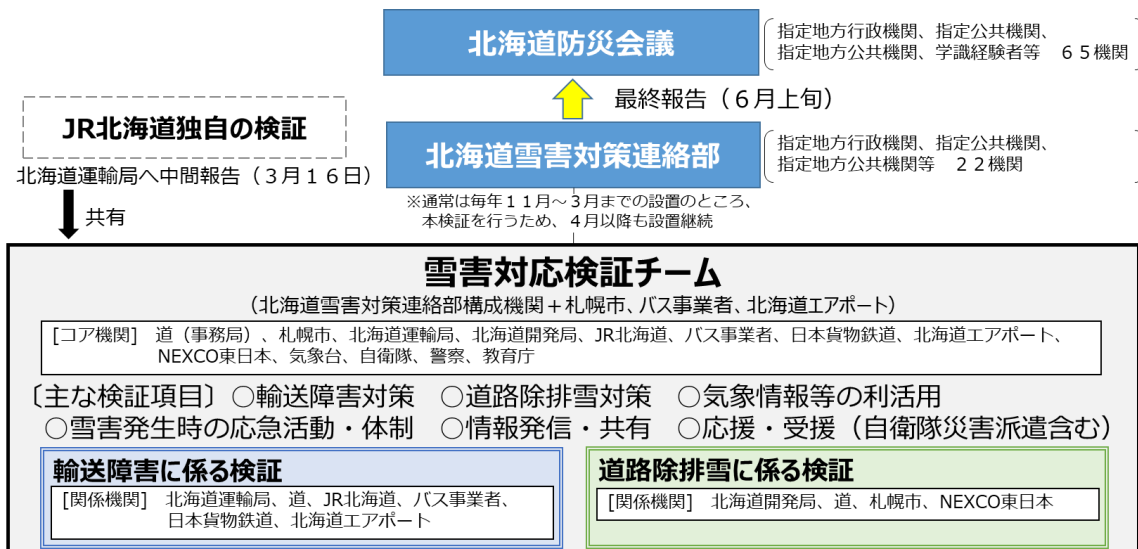 北海道防災会議
指定地方行政機関、指定公共機関、
指定地方公共機関、学識経験者等　６５機関
最終報告（６月上旬）
JR北海道独自の検証
北海道運輸局へ中間報告（３月１６日）
共有
北海道雪害対策連絡部
指定地方行政機関、指定公共機関、
指定地方公共機関等　２２機関
※通常は毎年１１月～３月までの設置のところ、
本検証を行うため、４月以降も設置継続
雪害対応検証チーム
（北海道雪害対策連絡部構成機関＋札幌市、バス事業者、北海道エアポート）
[コア機関]　道（事務局）、札幌市、北海道運輸局、北海道開発局、JR北海道、バス事業者、日本貨物鉄道、北海道エアポート、
NEXCO東日本、気象台、自衛隊、警察、教育庁
〔主な検証項目〕○輸送障害対策　○道路除排雪対策　○気象情報等の利活用
○雪害発生時の応急活動・体制　○情報発信・共有　○応援・受援（自衛隊災害派遣含む）
輸送障害に係る検証
[関係機関]　北海道運輸局、道、JR北海道、バス事業者、
日本貨物鉄道、北海道エアポート
道路除排雪に係る検証
[関係機関]　北海道開発局、道、札幌市、NEXCO東日本